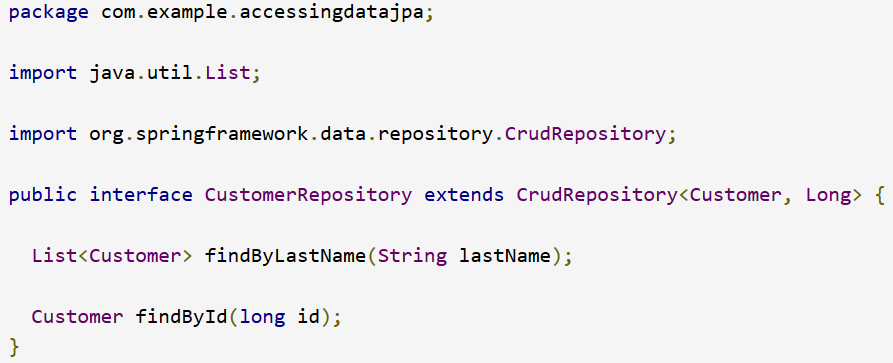 package com.example.accessingdatajpa;
import java.util.List;
import org.springframework.data.repository.CrudRepository;
public interface CustomerRepository extends CrudRepository<Customer, Long> {
List<Customer> findByLastName(String lastName);
Customer findById(long id);
}